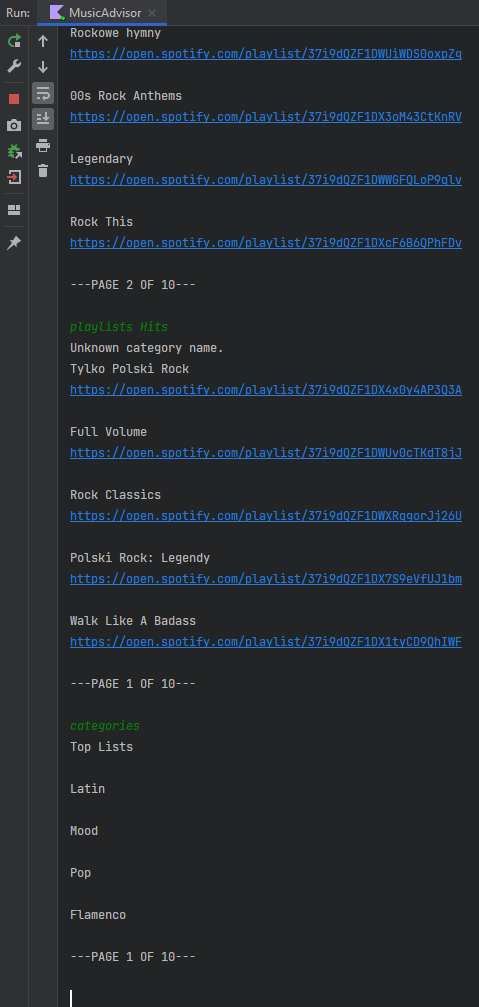 Run: MusicAdvisor
Rockowe hymny
https://open.spotify.com/playlist/37i9dQZF1DWUiWDS0oxpZq
00s Rock Anthems
https://open.spotify.com/playlist/37i9dQZF1DX3oM43CtKnRV
Legendary
https://open.spotify.com/playlist/37i9dQZF1DWWGFQLoP9qlv
Rock This
https://open.spotify.com/playlist/37i9dQZF1DXcF6B6QPhFDv
---PAGE 2 OF 10---
playlists Hits
Unknown category name.
Tylko Polski Rock
https://open.spotify.com/playlist/37i9dQZF1DX4x0y4AP3Q3A
Full Volume
https://open.spotify.com/playlist/37i9dQZF1DWUv0cTKdT8jJ
Rock Classics
https://open.spotify.com/playlist/37i9dQZF1DWXRqgorJj26U
Polski Rock: Legendy
https://open.spotify.com/playlist/37i9dQZF1DX7S9eVfUJ1bm
Walk Like A Badass
https://open.spotify.com/playlist/37i9dQZF1DX1tyCD9QhIWF
---PAGE 1 OF 10---
categories
Top Lists
Latin
Mood
Pop
Flamenco
---PAGE 1 OF 10---